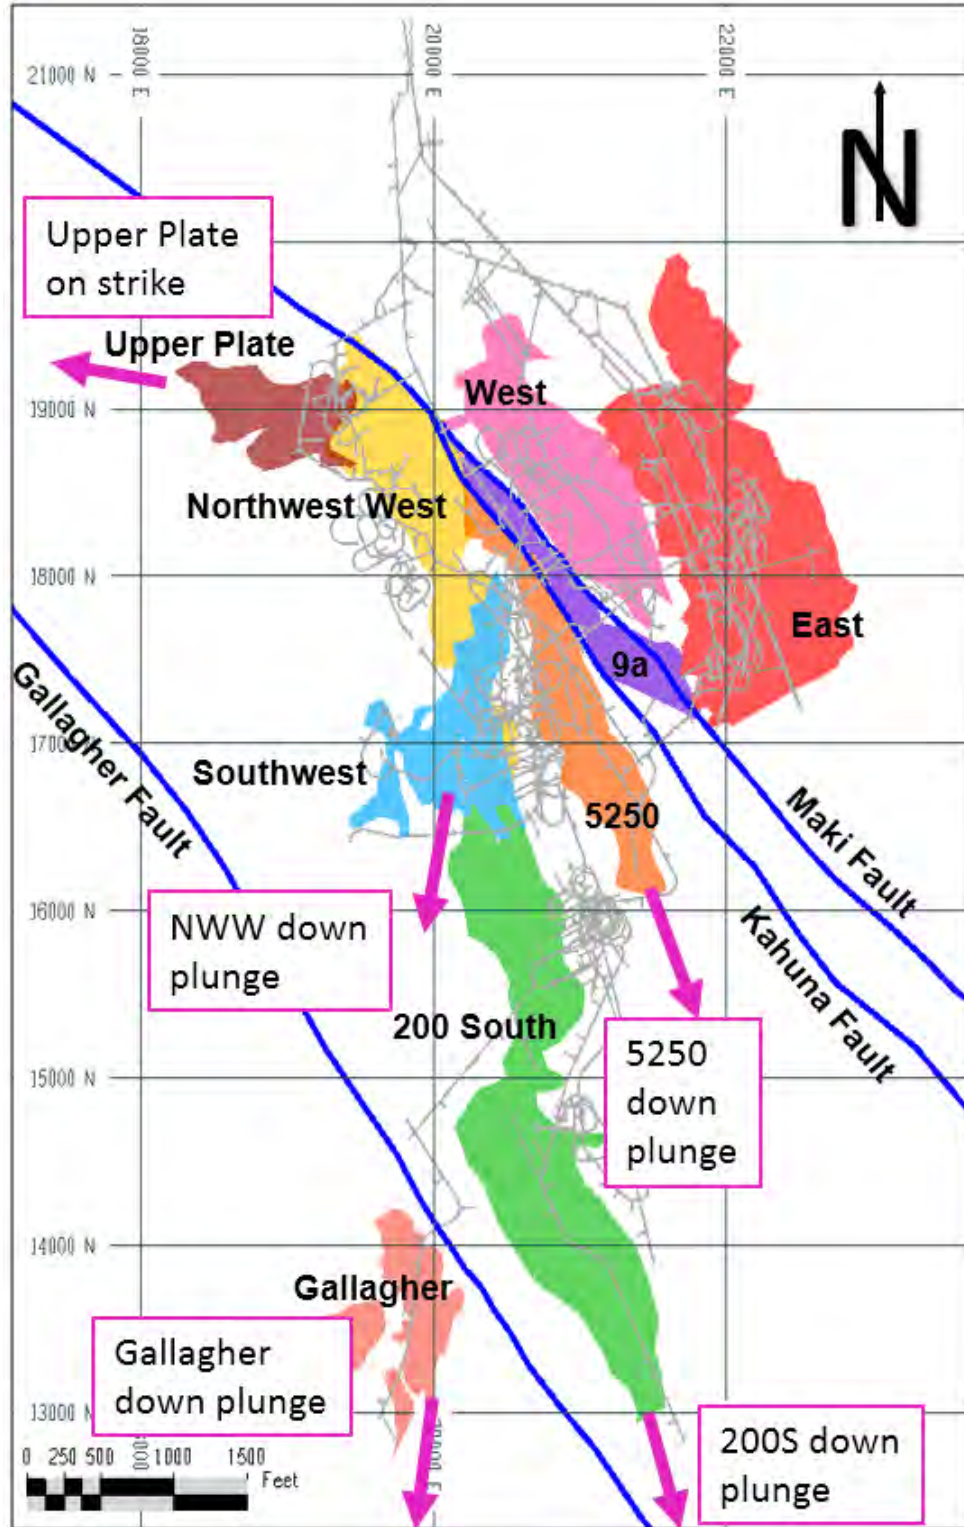 18000 E
20000 E
22000 E
21000 N
N
Upper Plate
on strike
Upper Plate
West
19000 N
Northwest West
18000 N
East
9a
Gallagher Fault
17000 N
Southwest
5250
Maki Fault
Kahuna Fault
NWW down
plunge
16000 N
200 South
5250
down
plunge
15000 N
14000 N
Gallagher
Gallagher
down plunge
13000 N
200S down
plunge
0 250 500 1000 1500
Feet